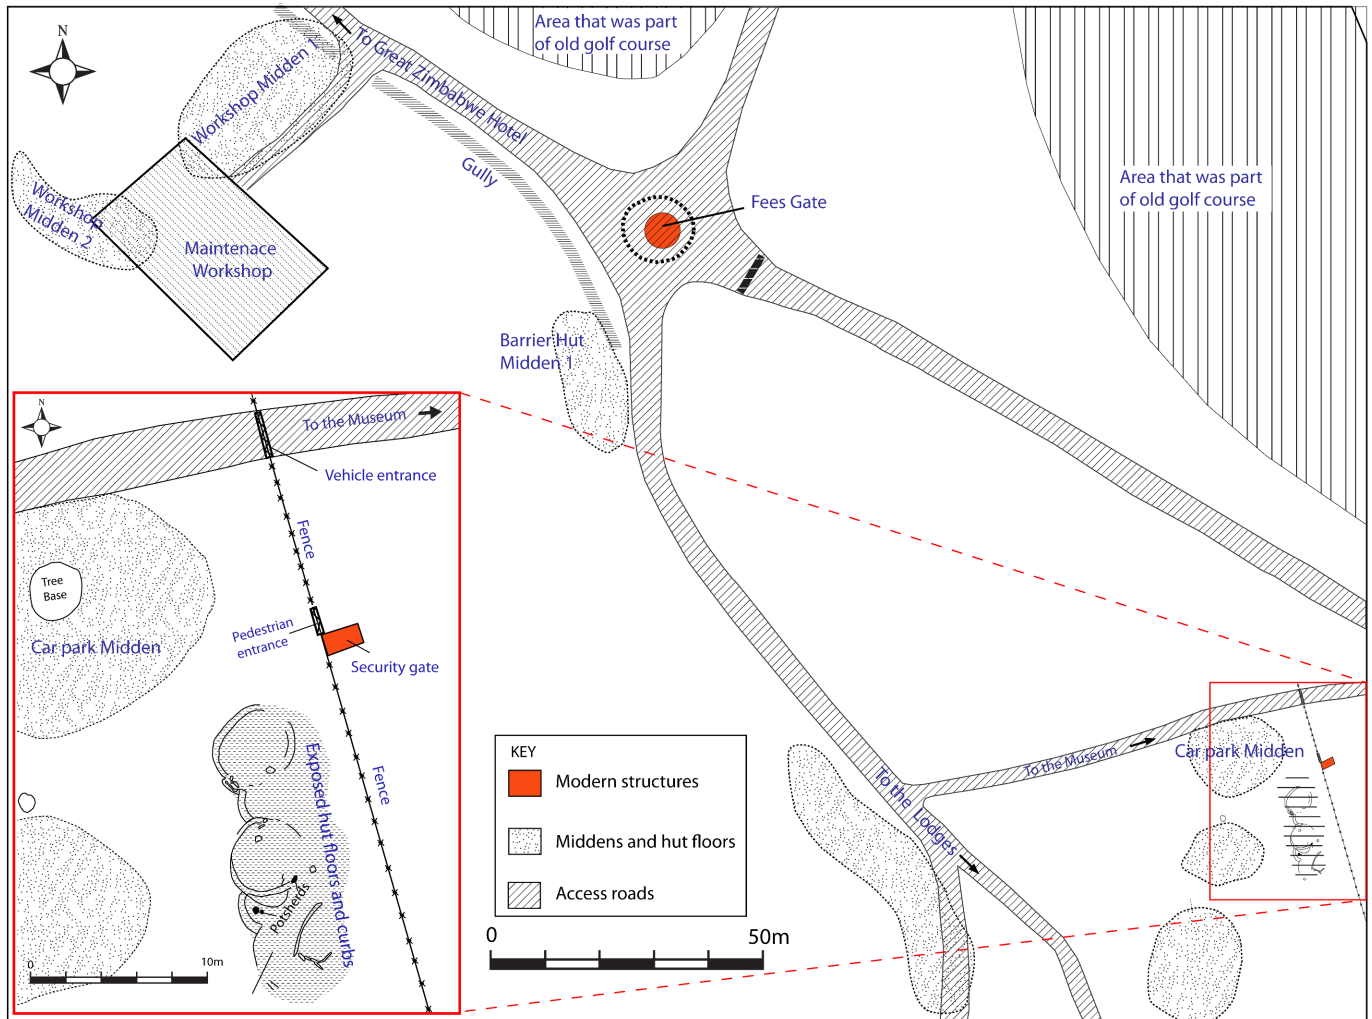 N
Workshop Midden 1
To Great Zimbabwe Hotel
Area that was part
of old golf course
Area that was part
of old golf course
Gully
Fees Gate
Workshop
Midden 2
Maintenace
Workshop
Barrier Hut
Midden 1
N
To the Museum
Vehicle entrance
Fence
Tree
Base
Pedestrian
entrance
Car park Midden
Security gate
Exposed hut floors and curbs
Fence
Potsherds
0
10m
KEY
Modern structures
Middens and hut floors
Access roads
0
50m
To the Lodges
To the Museum
Car park Midden